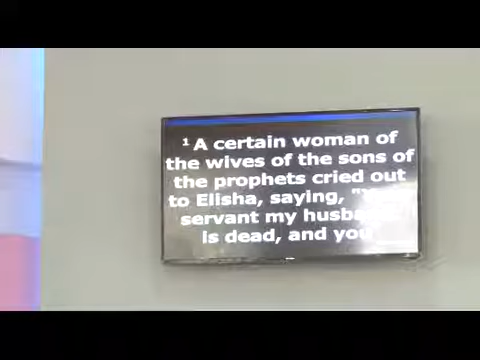 1 A certain woman of
the wives of the sons of
the prophets cried out
to Elisha, saying, "
servant my
is dead, and you